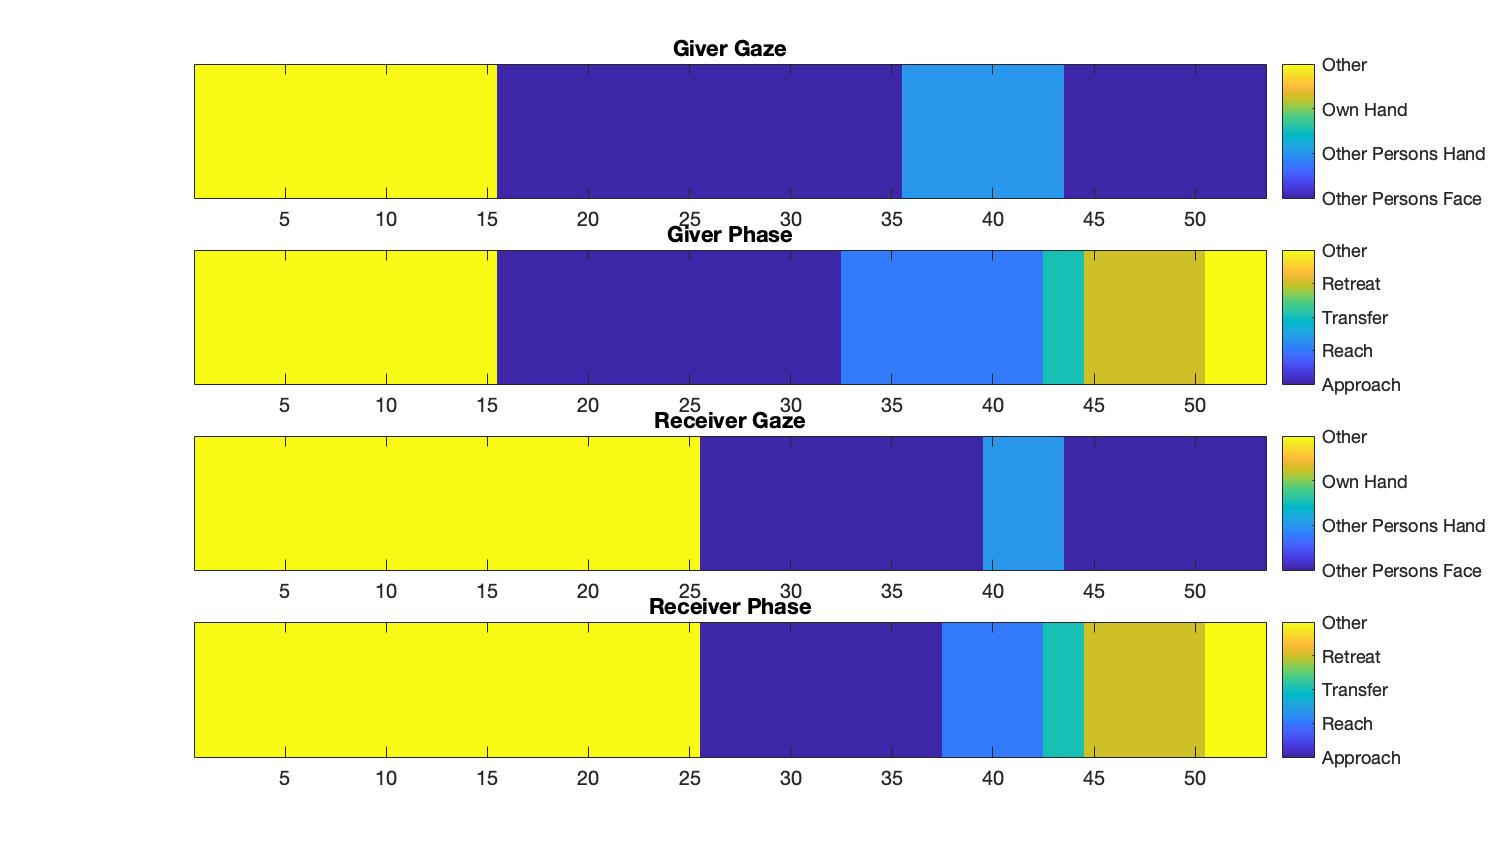 Giver Gaze
Other
Own Hand
Other Persons Hand
Other Persons Face
5 10 15 20 25 30 35 40 45 50
Giver Phase
Other
Retreat
Transfer
Reach
Approach
5 10 15 20 25 30 35 40 45 50
Receiver Gaze
Other
Own Hand
Other Persons Hand
Other Persons Face
5 10 15 20 25 30 35 40 45 50
Receiver Phase
Other
Retreat
Transfer
Reach
Approach
5 10 15 20 25 30 35 40 45 50